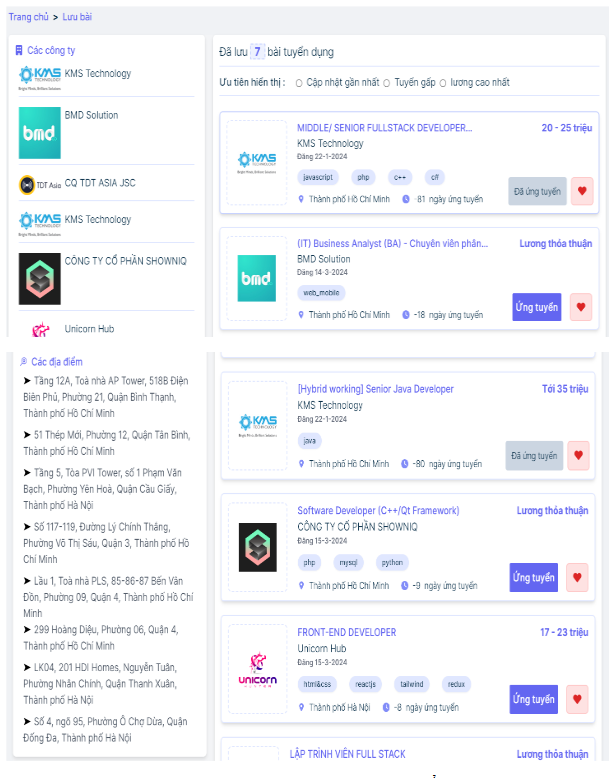 Trang chủ > Lưu bài
Các công ty
KMS TECHNOLOGY
KMS Technology
bmd.
BMD Solution
TDT Asia
CQ TDT ASIA JSC
KMS TECHNOLOGY
KMS Technology
CÔNG TY CỔ PHẦN SHOWNIQ
Unicorn Hub
Đã lưu 7 bài tuyển dụng
Ưu tiên hiển thị : Cập nhật gần nhất Tuyển gấp lương cao nhất
MIDDLE/ SENIOR FULLSTACK DEVELOPER... 20 - 25 triệu
KMS TECHNOLOGY
KMS Technology
Đăng 22-1-2024
javascript php c++ c#
Thành phố Hồ Chí Minh -81 ngày ứng tuyển
Đã ứng tuyển
(IT) Business Analyst (BA) - Chuyên viên phân... Lương thỏa thuận
bmd.
BMD Solution
Đăng 14-3-2024
web_mobile
Thành phố Hồ Chí Minh -18 ngày ứng tuyển
Ứng tuyển
Các địa điểm
➤ Tầng 12A, Toà nhà AP Tower, 518B Điện
Biên Phủ, Phường 21, Quận Bình Thạnh,
Thành phố Hồ Chí Minh
➤ 51 Thép Mới, Phường 12, Quận Tân Bình,
Thành phố Hồ Chí Minh
➤ Tầng 5, Tòa PVI Tower, số 1 Phạm Văn
Bạch, Phường Yên Hoà, Quận Cầu Giấy,
Thành phố Hà Nội
➤ Số 117-119, Đường Lý Chính Thắng,
Phường Võ Thị Sáu, Quận 3, Thành phố Hồ
Chí Minh
➤ Lầu 1, Toà nhà PLS, 85-86-87 Bến Vân
Đồn, Phường 09, Quận 4, Thành phố Hồ Chí
Minh
➤ 299 Hoàng Diệu, Phường 06, Quận 4,
Thành phố Hồ Chí Minh
➤ LK04, 201 HDI Homes, Nguyễn Tuân,
Phường Nhân Chính, Quận Thanh Xuân,
Thành phố Hà Nội
➤ Số 4, ngõ 95, Phường Ô Chợ Dừa, Quận
Đống Đa, Thành phố Hà Nội
[Hybrid working] Senior Java Developer Tới 35 triệu
KMS TECHNOLOGY
KMS Technology
Đăng 22-1-2024
java
Thành phố Hồ Chí Minh -80 ngày ứng tuyển
Đã ứng tuyển
Software Developer (C++/Qt Framework) Lương thỏa thuận
CÔNG TY CỔ PHẦN SHOWNIQ
Đăng 15-3-2024
php mysql python
Thành phố Hồ Chí Minh -9 ngày ứng tuyển
Ứng tuyển
FRONT-END DEVELOPER 17 - 23 triệu
UNICORN
Unicorn Hub
Đăng 15-3-2024
html&css reactjs tailwind redux
Thành phố Hà Nội -8 ngày ứng tuyển
Ứng tuyển
LẬP TRÌNH VIÊN FULL STACK Lương thỏa thuận